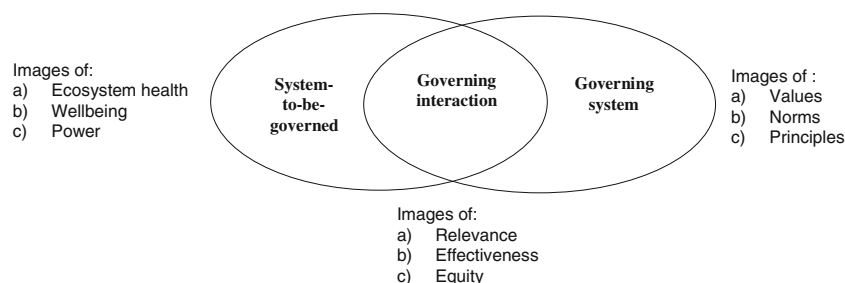 Images of:
a) Ecosystem health
b) Wellbeing
c) Power
System-
to-be-
governed
Governing
interaction
Governing
system
Images of :
a) Values
b) Norms
c) Principles
Images of:
a) Relevance
b) Effectiveness
c) Equity